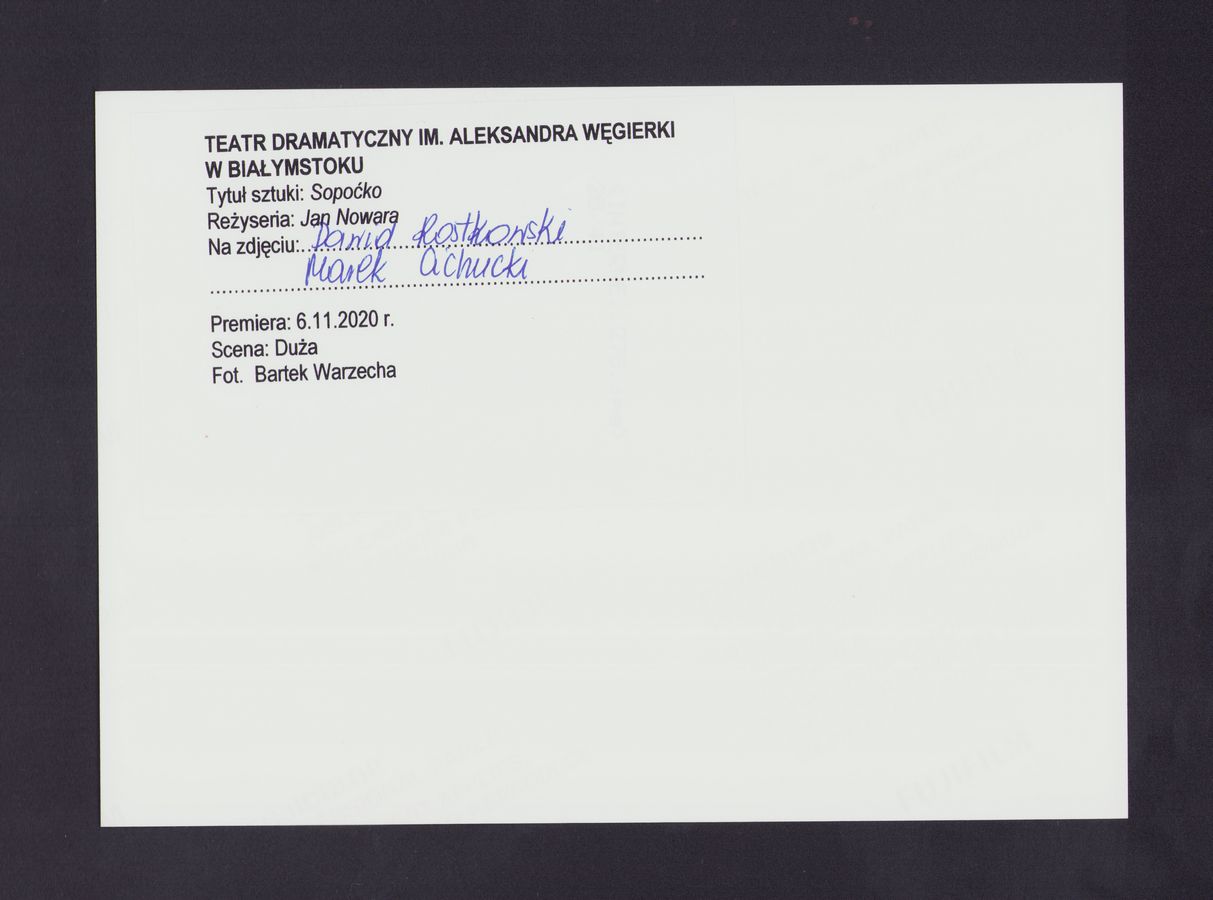 TEATR DRAMATYCZNY IM. ALEKSANDRA WĘGIERKI
W BIAŁYMSTOKU
Tytuł sztuki: Sopoćko
Reżyseria: Jan Nowara
Na zdjęciu: Dawid Rostkowski
Marek Cichucki
Premiera: 6.11.2020 r.
Scena: Duża
Fot. Bartek Warzecha